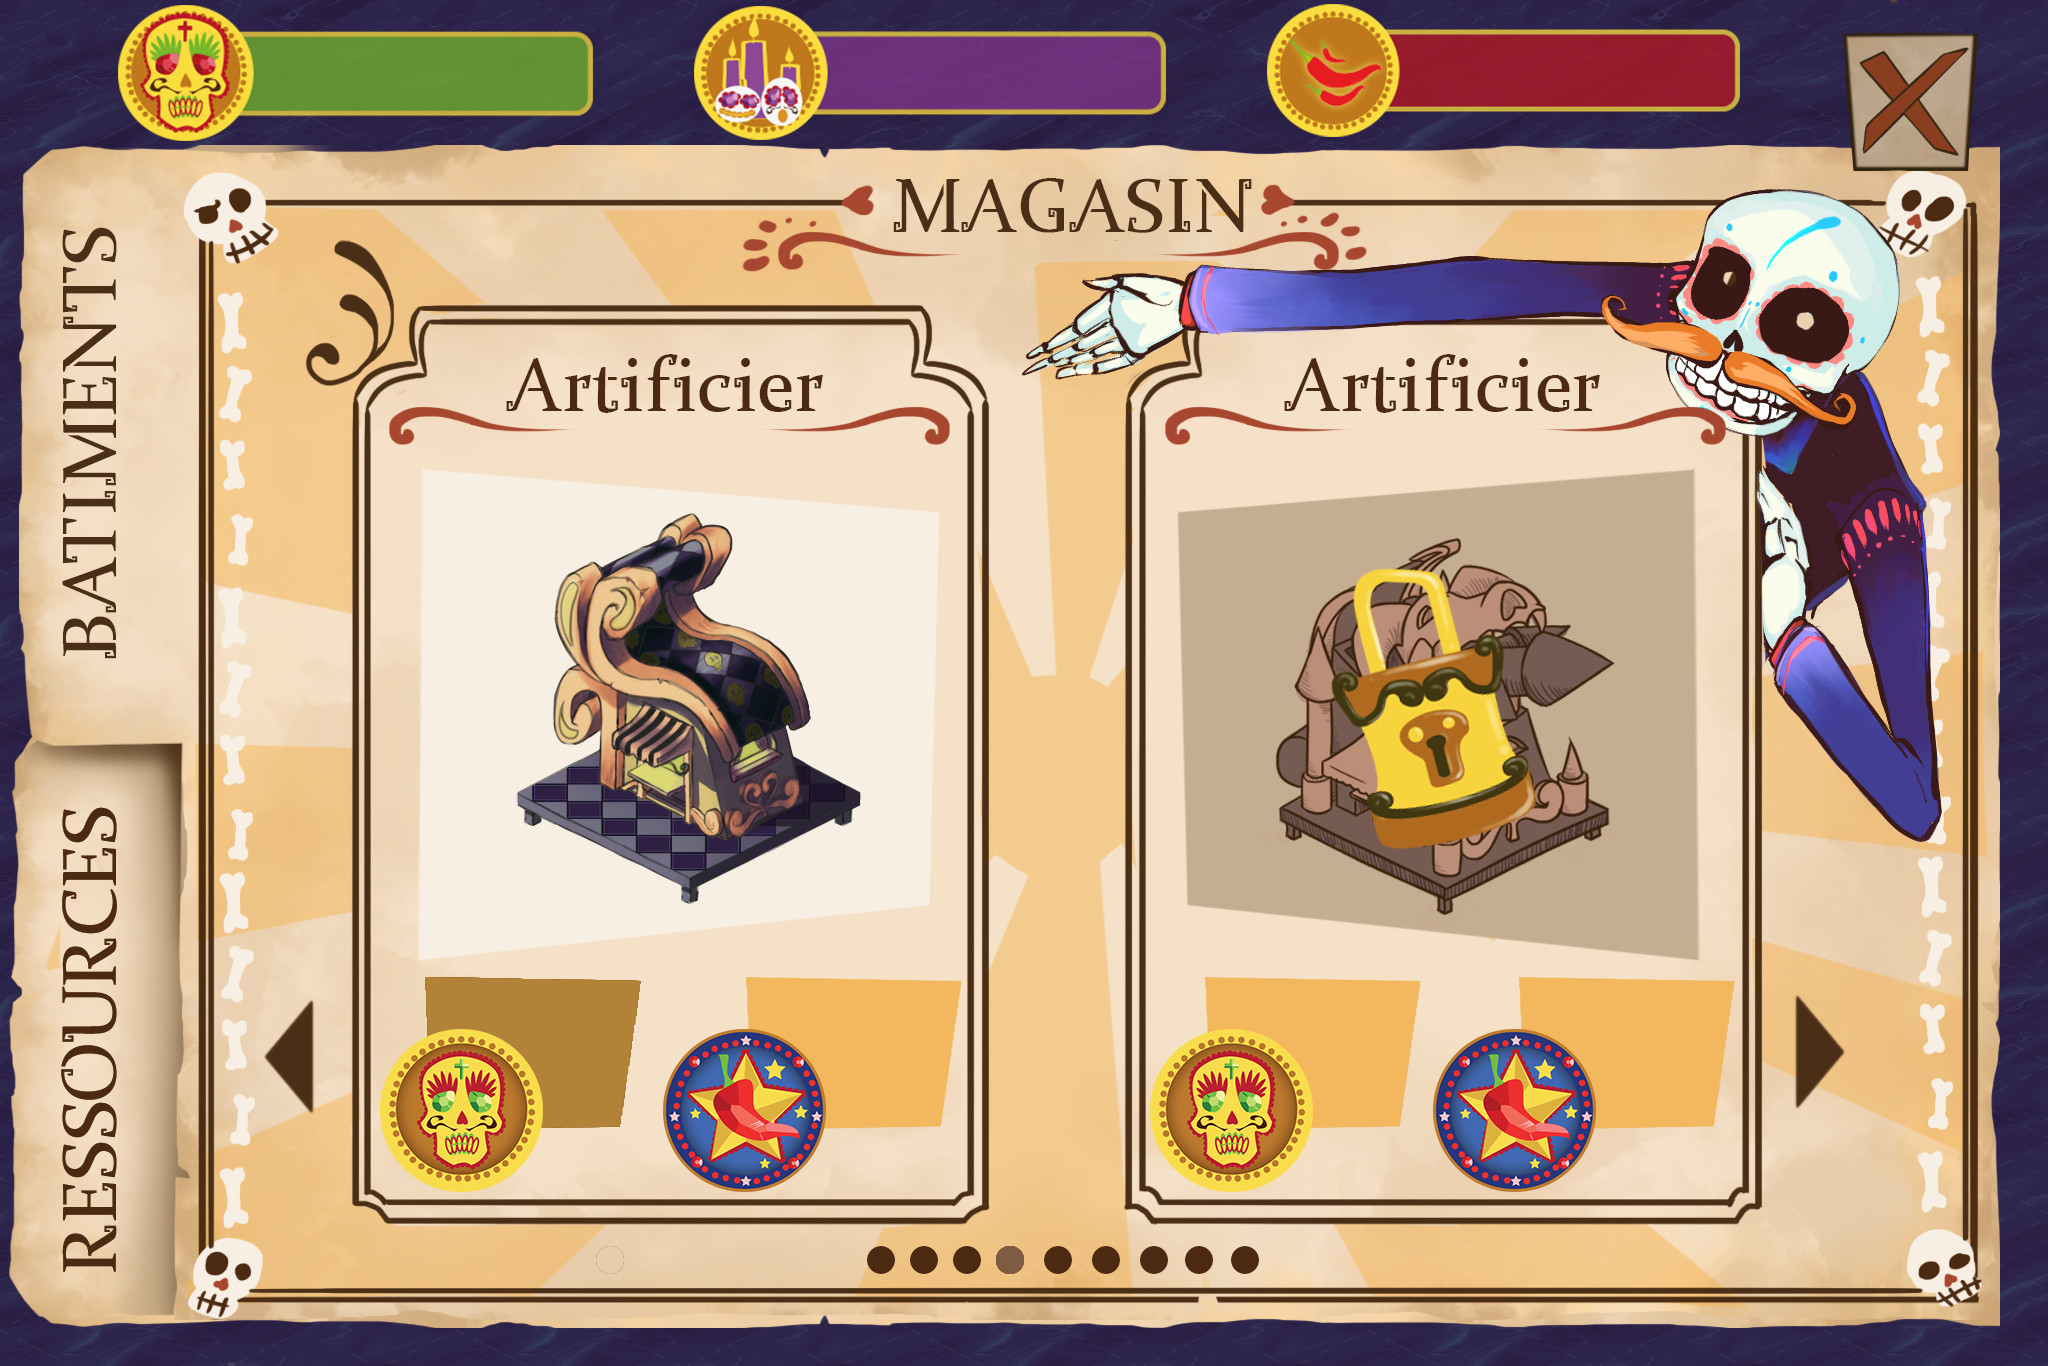 MAGASIN
BATIMENTS
RESSOURCES
Artificier
Artificier